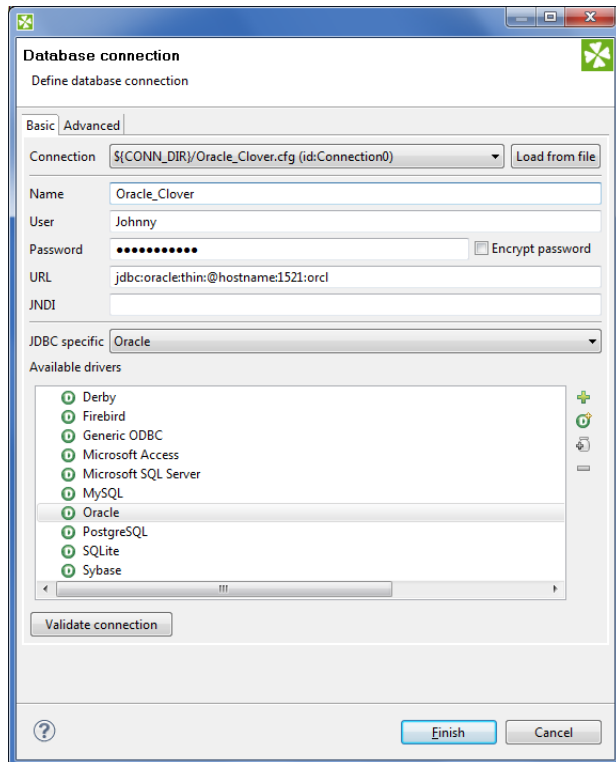 Database connection
Define database connection
Basic Advanced
Connection ${CONN_DIR}/Oracle_Clover.cfg (id:Connection0) Load from file
Name Oracle_Clover
User Johnny
Password ●●●●●●●●●●● Encrypt password
URL jdbc:oracle:thin:@hostname:1521:orcl
JNDI
JDBC specific Oracle
Available drivers
Derby
Firebird
Generic ODBC
Microsoft Access
Microsoft SQL Server
MySQL
Oracle
PostgreSQL
SQLite
Sybase
Validate connection
Finish Cancel